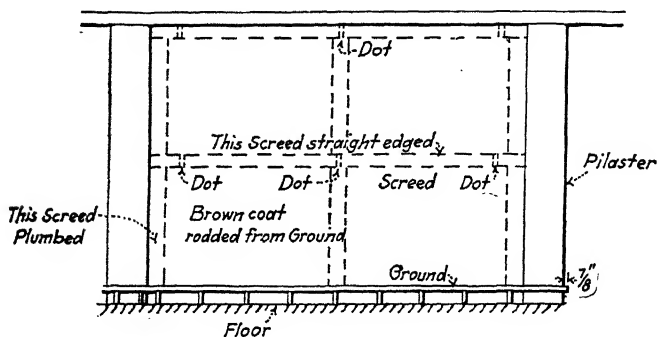 Dot
This Screed straight edged
Dot
Dot
Screed
Dot
Pilaster
This Screed
Plumbed
Brown coat
rodded from Ground
Ground
7/8"
Floor